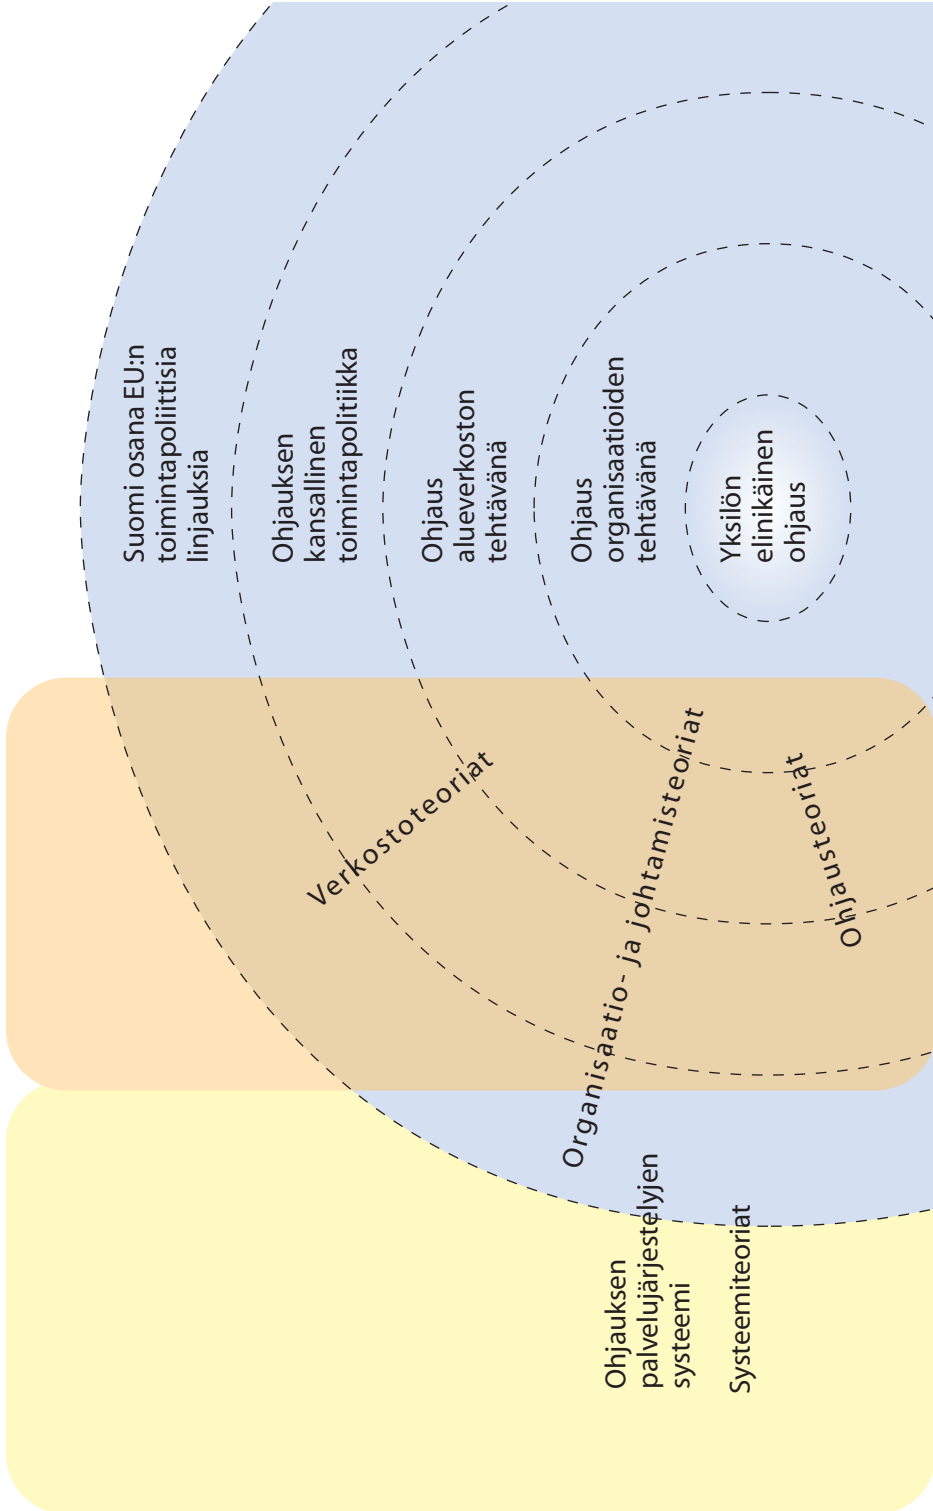 Suomi osana EU:n
toimintapoliittisia
linjauksia
Ohjauksen
kansallinen
toimintapolitiikka
Ohjaus
alueverkoston
tehtävänä
Ohjaus
organisaatioiden
tehtävänä
Yksilön
elinikäinen
ohjaus
Verkostoteoriat
Organisaatio- ja johtamisteoriat
Ohjausteoriat
Ohjauksen
palvelujärjestelyjen
systeemi
Systeemiteoriat